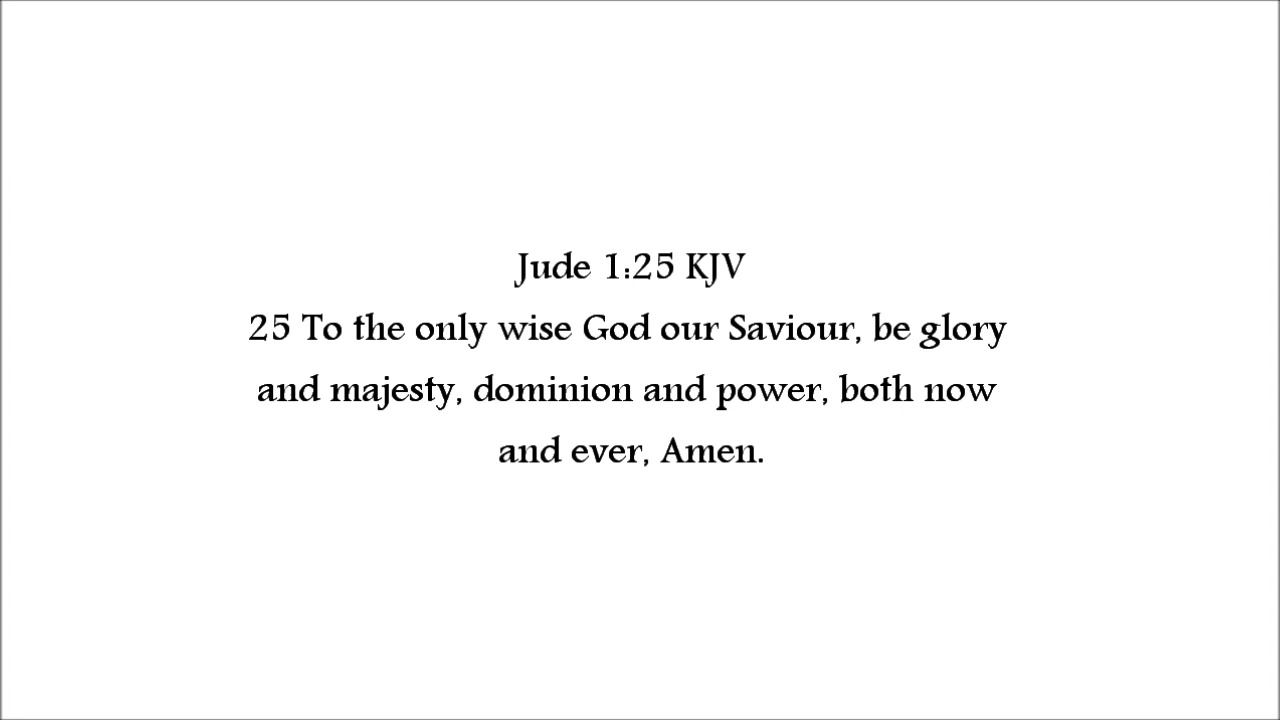 Jude 1:25 KJV
25 To the only wise God our Saviour, be glory
and majesty, dominion and power, both now
and ever, Amen.